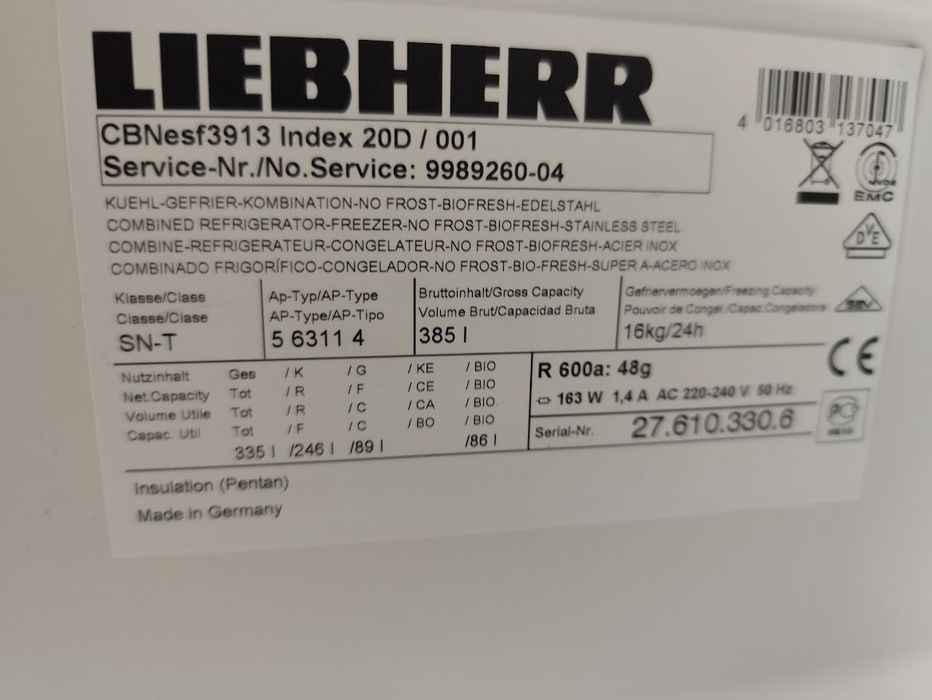 LIEBHERR
4 016803 137047
CBNesf3913 Index 20D / 001
Service-Nr./No.Service: 9989260-04
EMC
KUEHL-GEFRIER-KOMBINATION-NO FROST-BIOFRESH-EDELSTAHL
COMBINED REFRIGERATOR-FREEZER-NO FROST-BIOFRESH-STAINLESS STEEL
COMBINE-REFRIGERATEUR-CONGELATEUR-NO FROST-BIOFRESH-ACIER INOX
COMBINADO FRIGORÍFICO-CONGELADOR-NO FROST-BIO-FRESH-SUPER A-ACERO INOX
DVE
Klasse/Class
Classe/Clase
SN-T
Ap-Typ/AP-Type
AP-Type/AP-Tipo
5 6311 4
Bruttoinhalt/Gross Capacity
Volume Brut/Capacidad Bruta
385 l
Gefriervermoegen/Freezing Capacity
Pouvoir de Congel./Capac.Congeladora
16kg/24h
CE
Nutzinhalt Ges / K / G / KE / BIO
Net.Capacity Tot / R / F / CE / BIO
Volume Utile Tot / R / C / CA / BIO.
Capac. Util Tot / F / C / BO / BIO
335 l /246 l /89 l /86 l
R 600a: 48g
163 W 1,4 A AC 220-240 V 50 Hz
Serial-Nr. 27.610.330.6
Insulation (Pentan)
Made in Germany